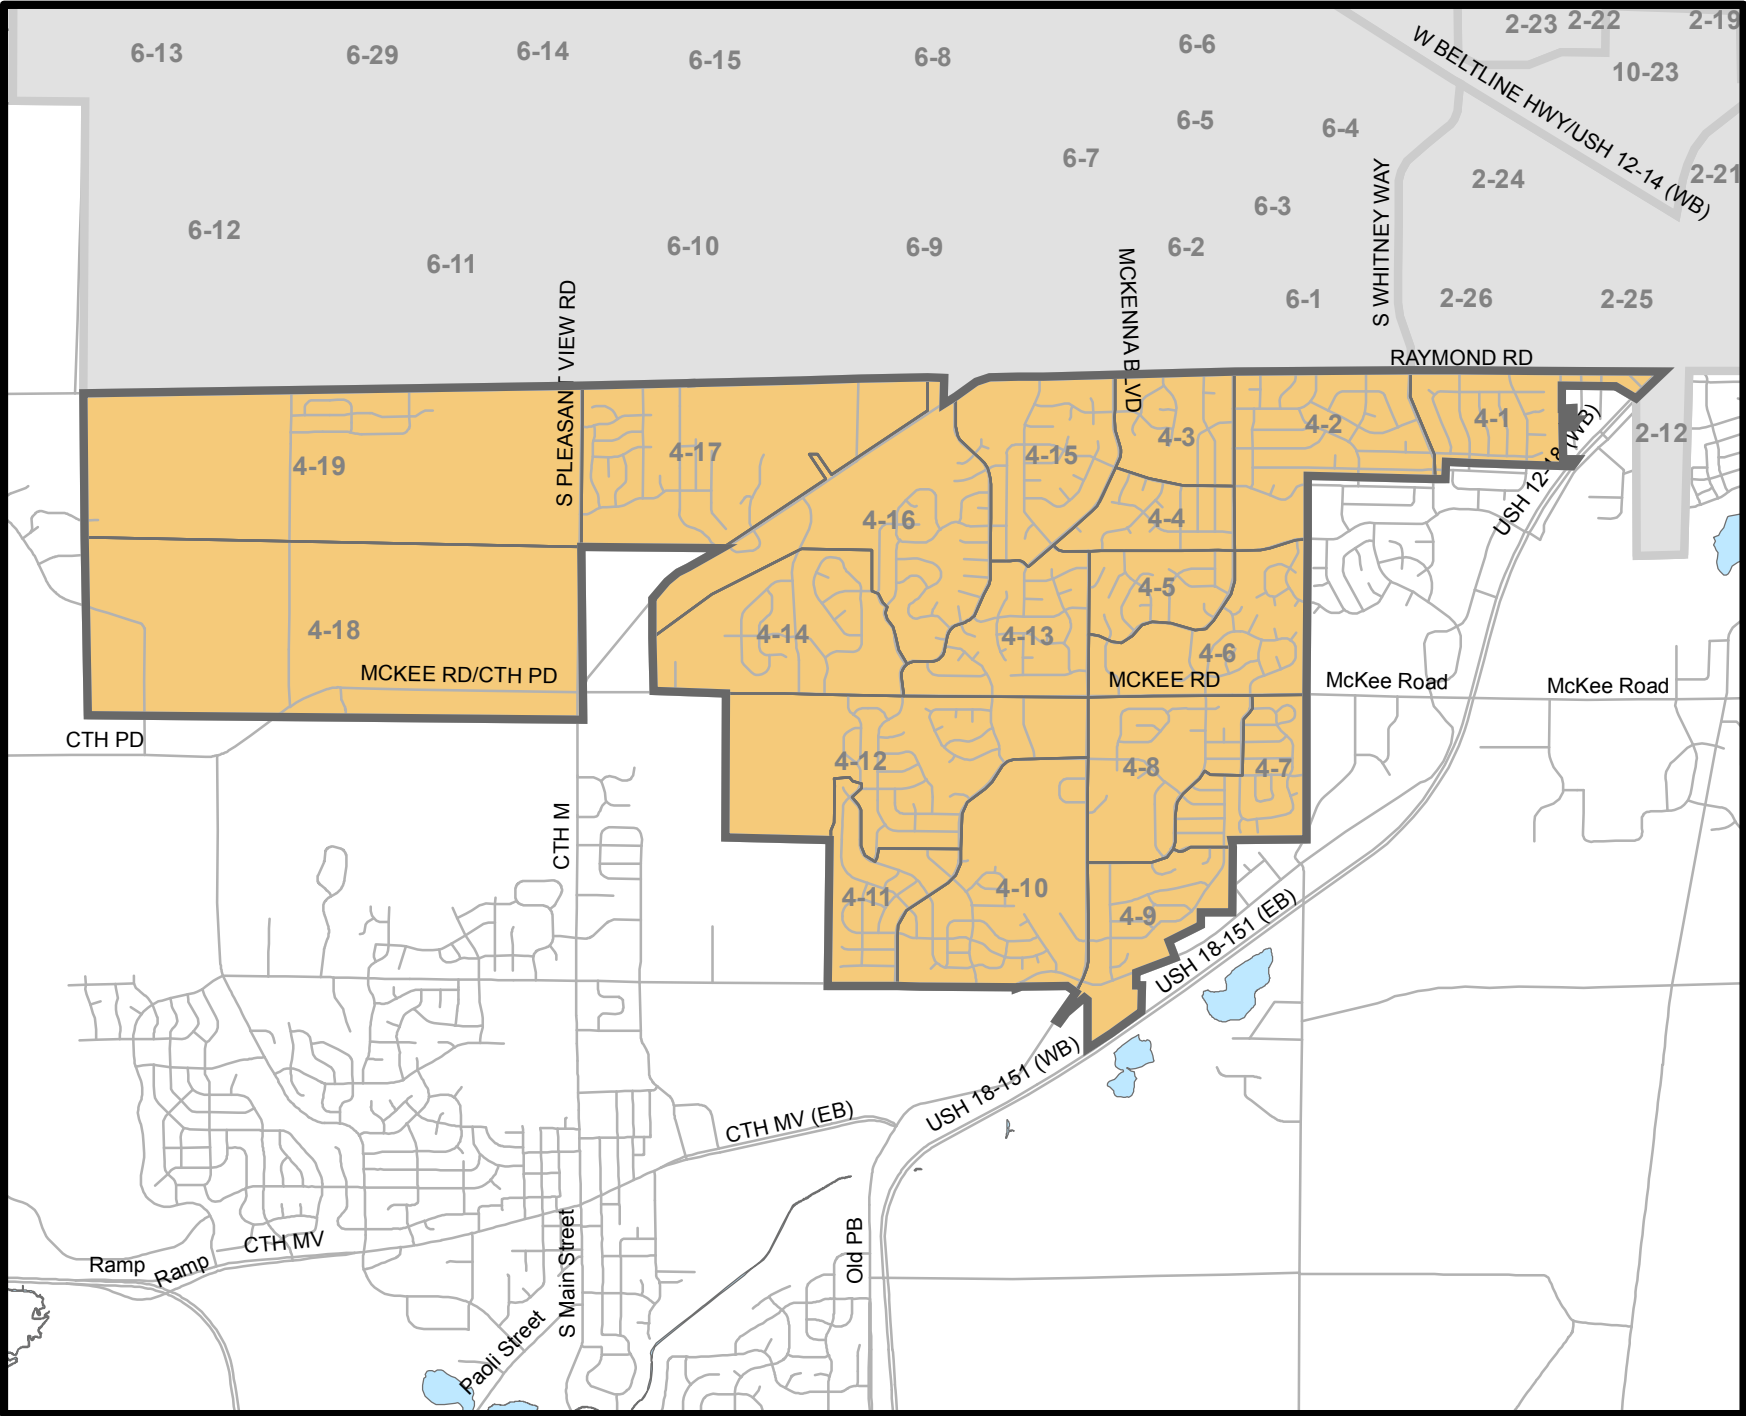 2-23
2-22
2-19
6-13
6-29
6-14
6-15
6-8
6-6
W BELTLINE HWY/USH 12-14 (WB)
10-23
6-5
6-4
6-7
2-24
2-21
6-3
6-12
6-11
6-10
6-9
6-2
S WHITNEY WAY
MCKENNA BLVD
S PLEASANT VIEW RD
6-1
2-26
2-25
RAYMOND RD
4-19
4-17
4-15
4-3
4-2
4-1
2-12
USH 12-18 (WB)
4-16
4-4
4-18
4-14
4-13
4-5
4-6
MCKEE RD/CTH PD
MCKEE RD
McKee Road
McKee Road
CTH PD
4-12
4-8
4-7
CTH M
4-11
4-10
4-9
USH 18-151 (EB)
USH 18-151 (WB)
CTH MV (EB)
CTH MV
Ramp
Ramp
S Main Street
Old PB
Paoli Street